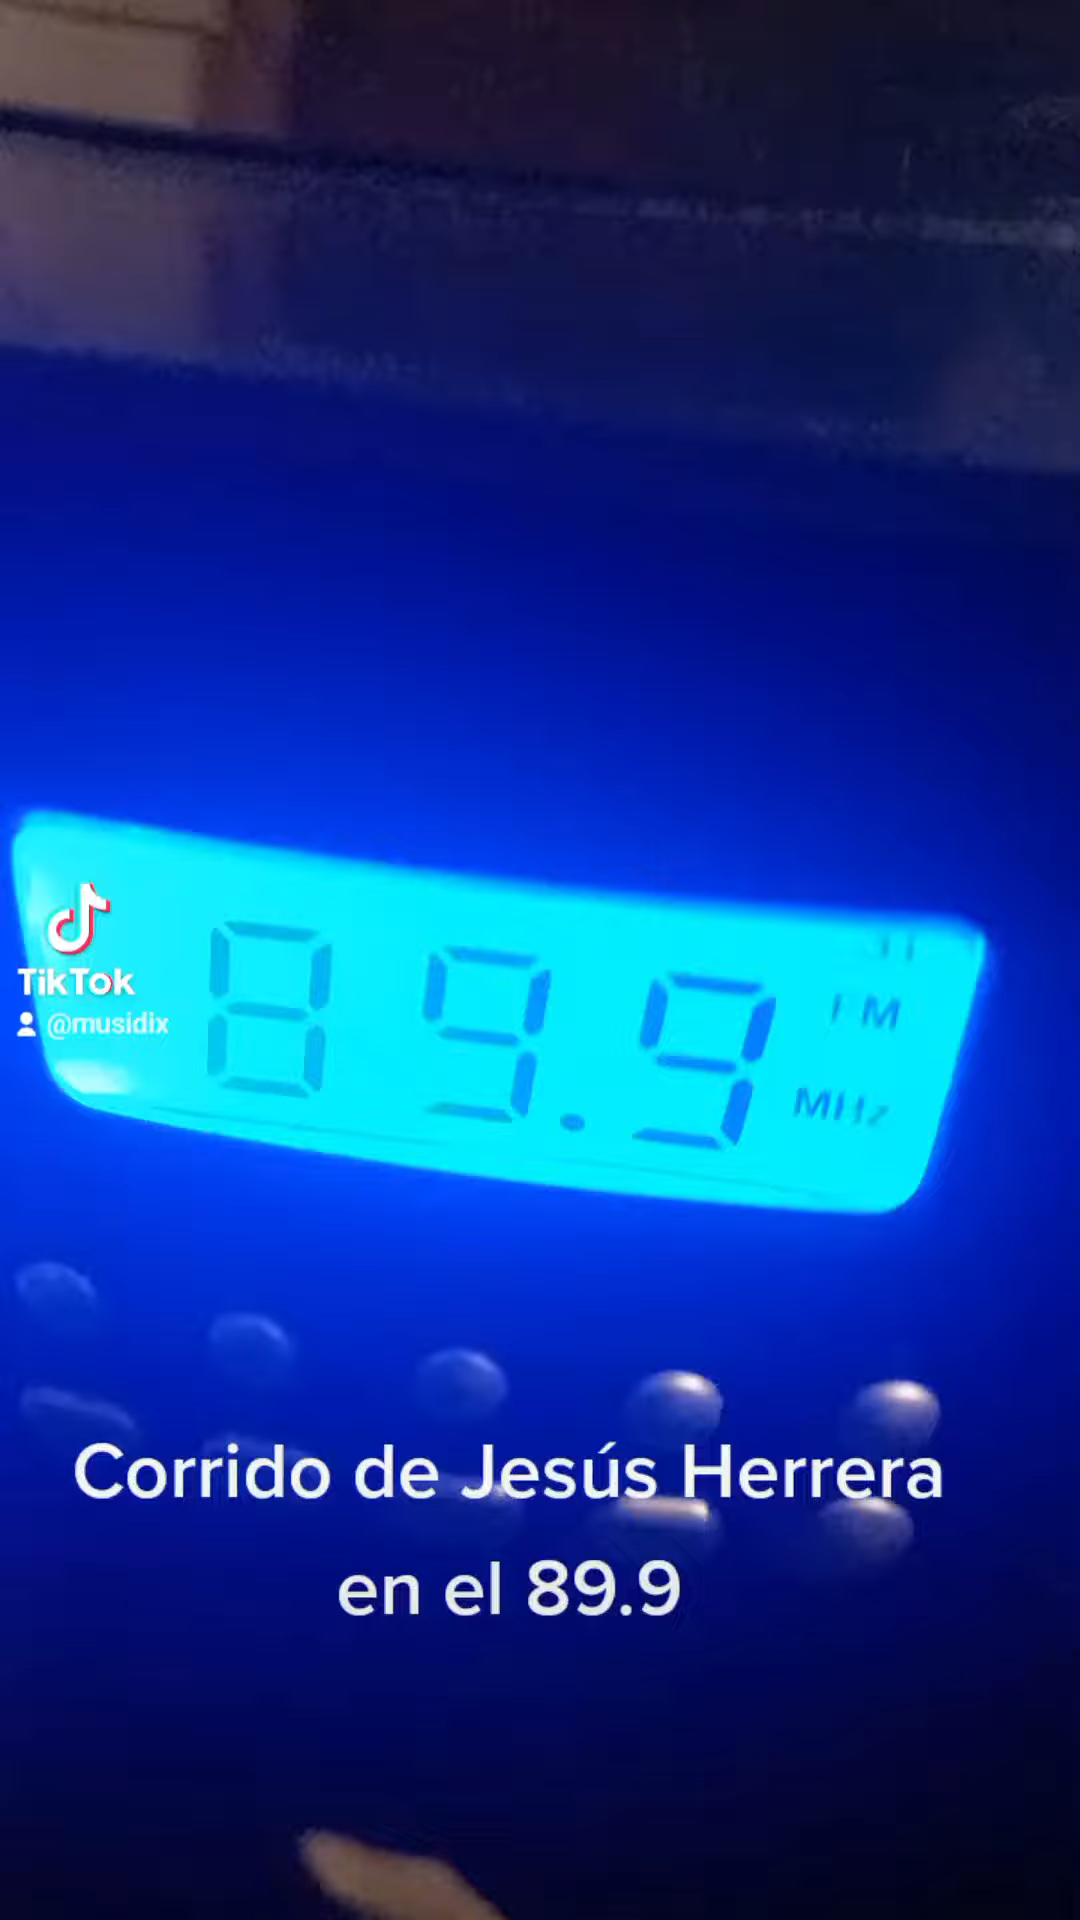 89.9
FM
MHz
TikTok
@musidix
Corrido de Jesús Herrera
en el 89.9